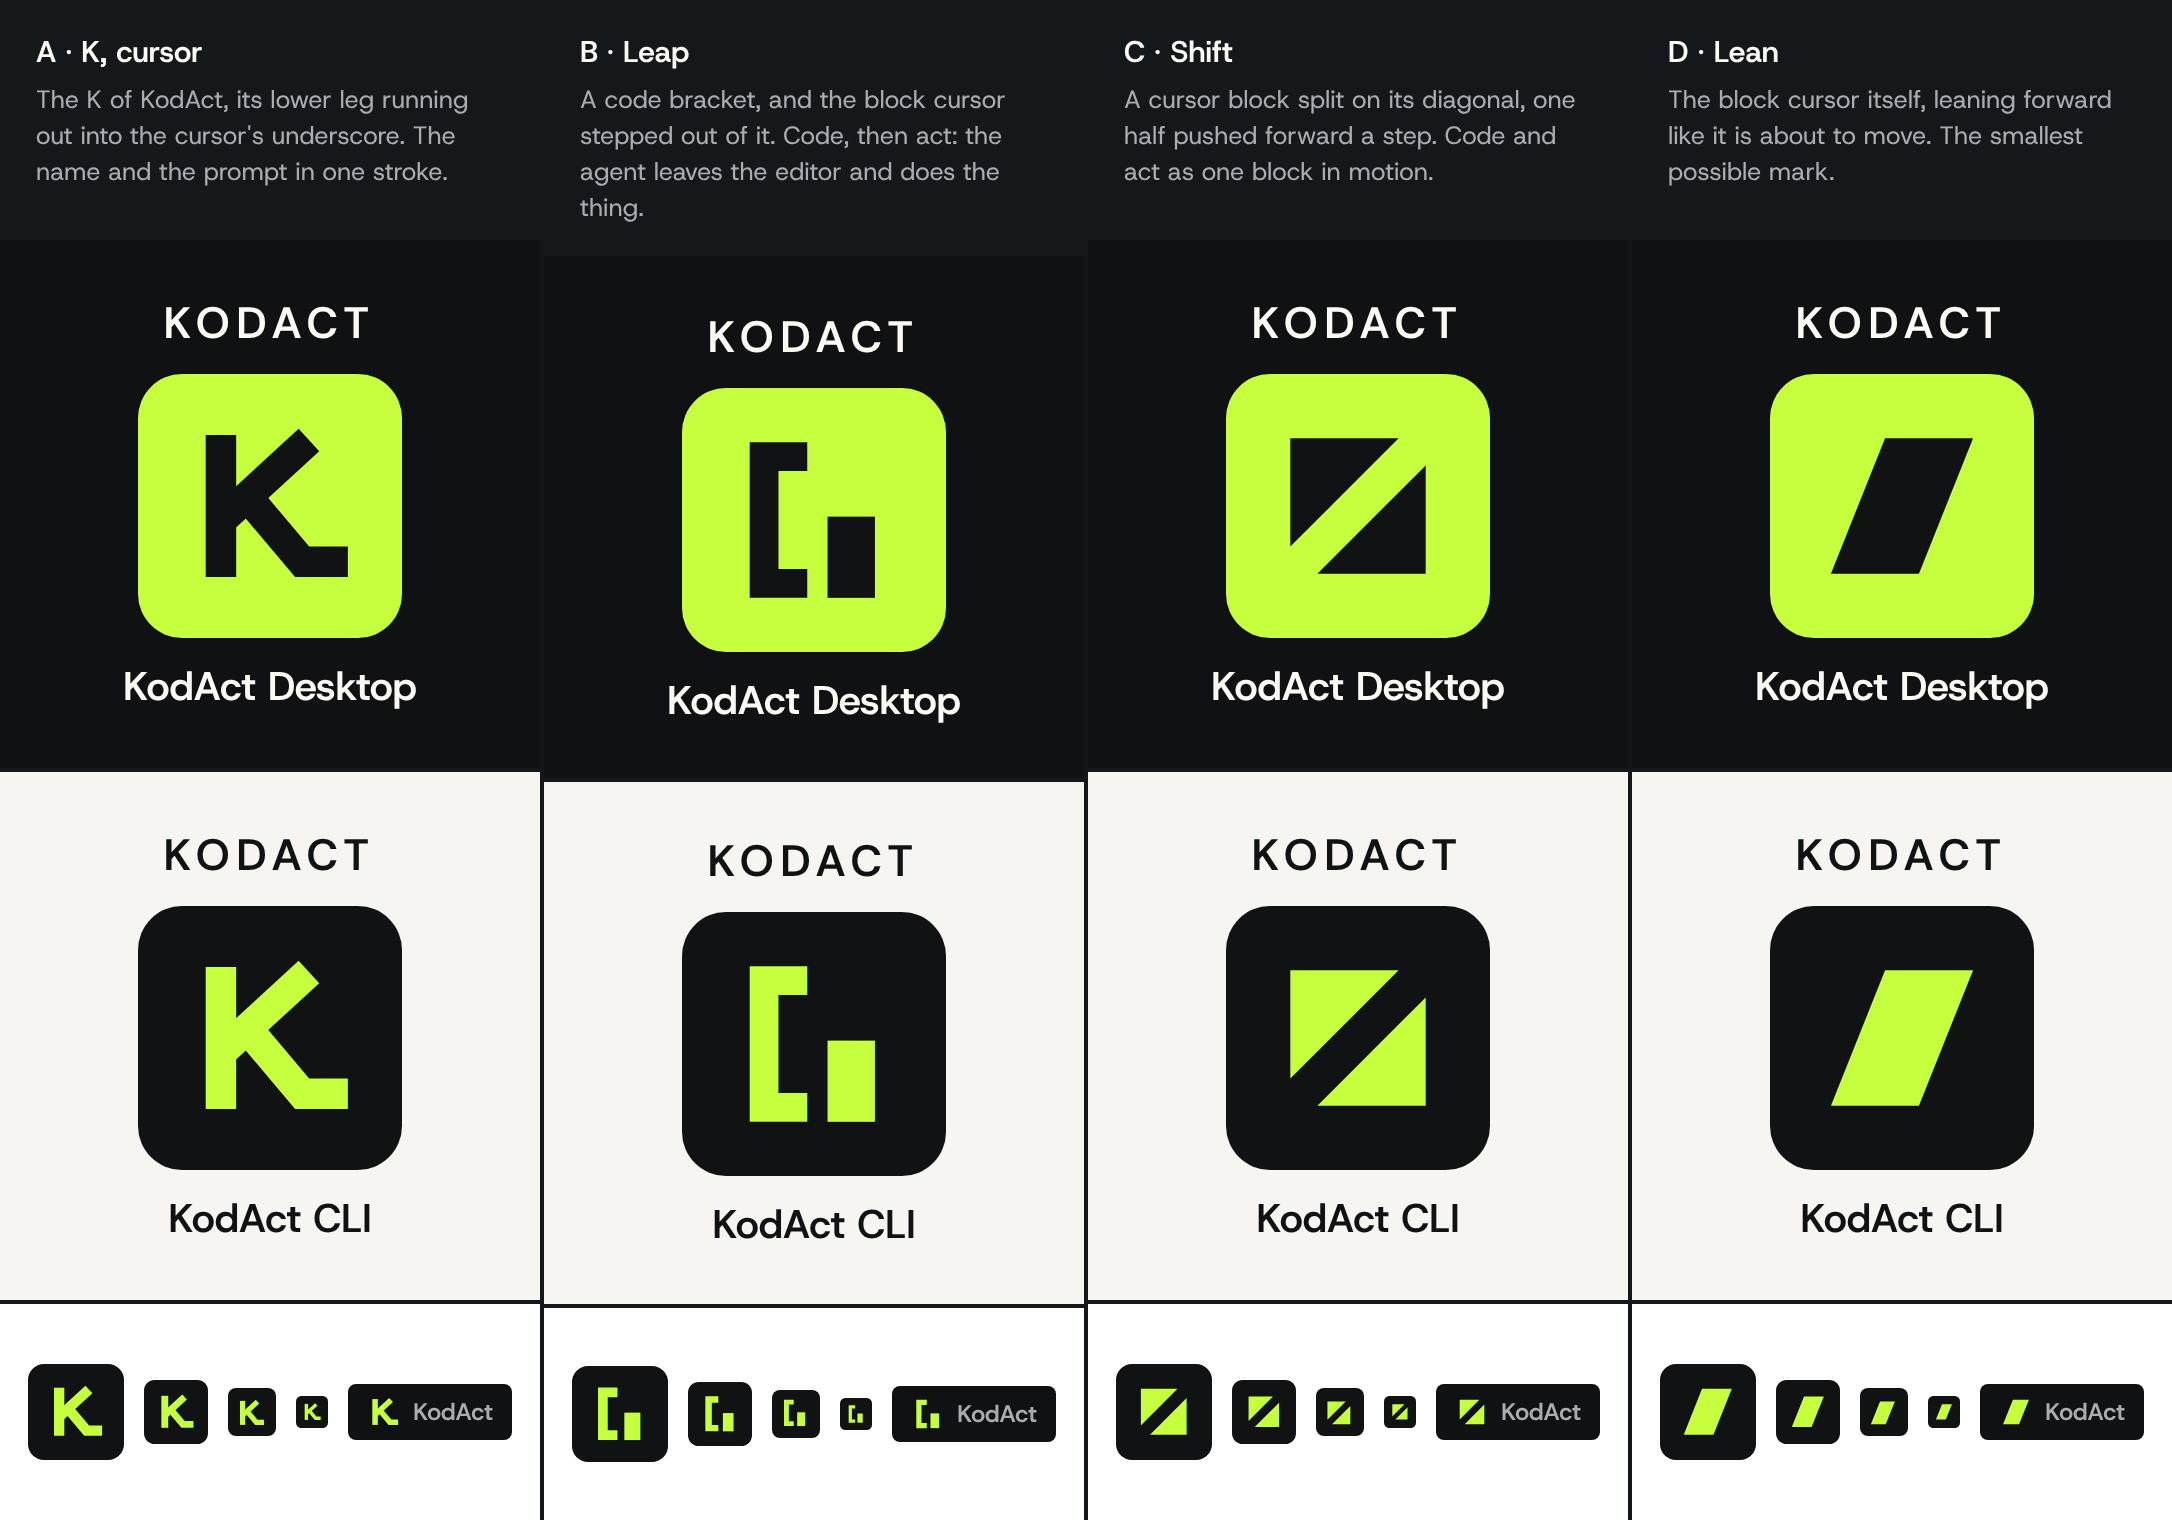 A · K, cursor
The K of KodAct, its lower leg running
out into the cursor's underscore. The
name and the prompt in one stroke.
KODACT
K
KodAct Desktop
KODACT
K
KodAct CLI
K
K
K
K
K KodAct
B · Leap
A code bracket, and the block cursor
stepped out of it. Code, then act: the
agent leaves the editor and does the
thing.
KODACT
KodAct Desktop
KODACT
KodAct CLI
KodAct
C · Shift
A cursor block split on its diagonal, one
half pushed forward a step. Code and
act as one block in motion.
KODACT
KodAct Desktop
KODACT
KodAct CLI
KodAct
D · Lean
The block cursor itself, leaning forward
like it is about to move. The smallest
possible mark.
KODACT
KodAct Desktop
KODACT
KodAct CLI
KodAct